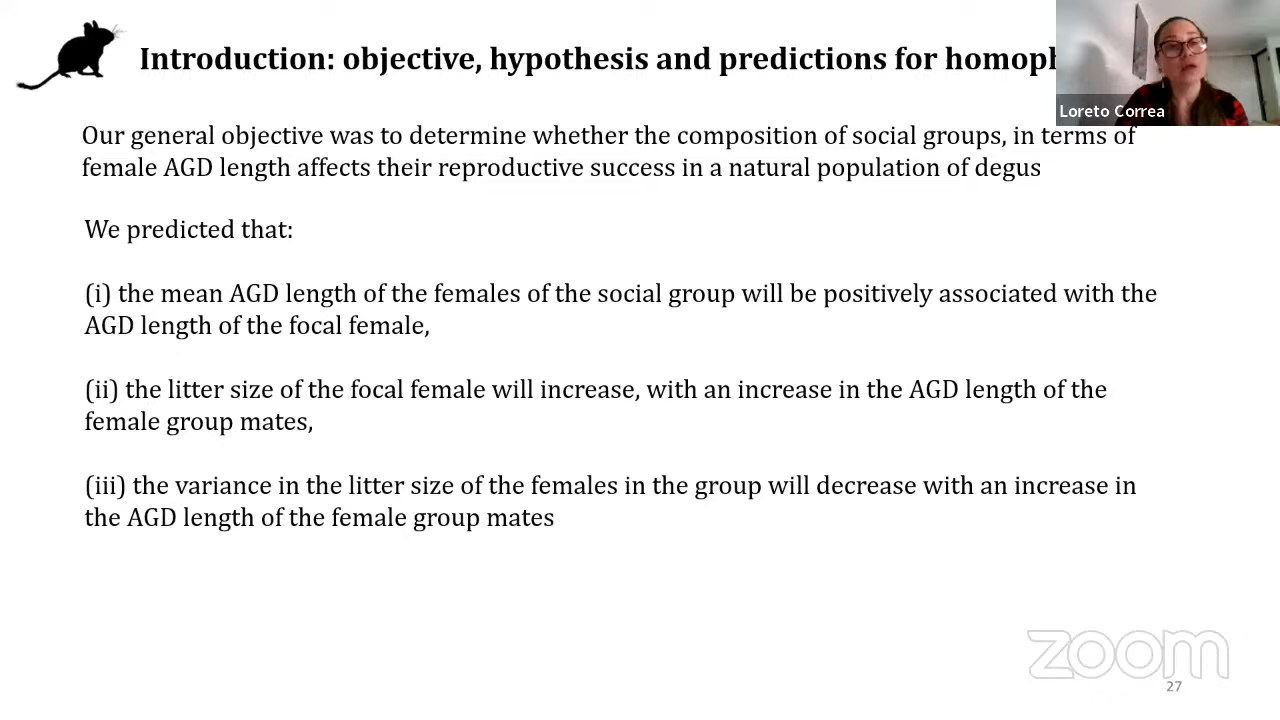 Introduction: objective, hypothesis and predictions for
Loreto Correa
Our general objective was to determine whether the composition of social groups, in terms of
female AGD length affects their reproductive success in a natural population of degus
We predicted that:
(i) the mean AGD length of the females of the social group will be positively associated with the
AGD length of the focal female,
(ii) the litter size of the focal female will increase, with an increase in the AGD length of the
female group mates,
(iii) the variance in the litter size of the females in the group will decrease with an increase in
the AGD length of the female group mates
zoom
27